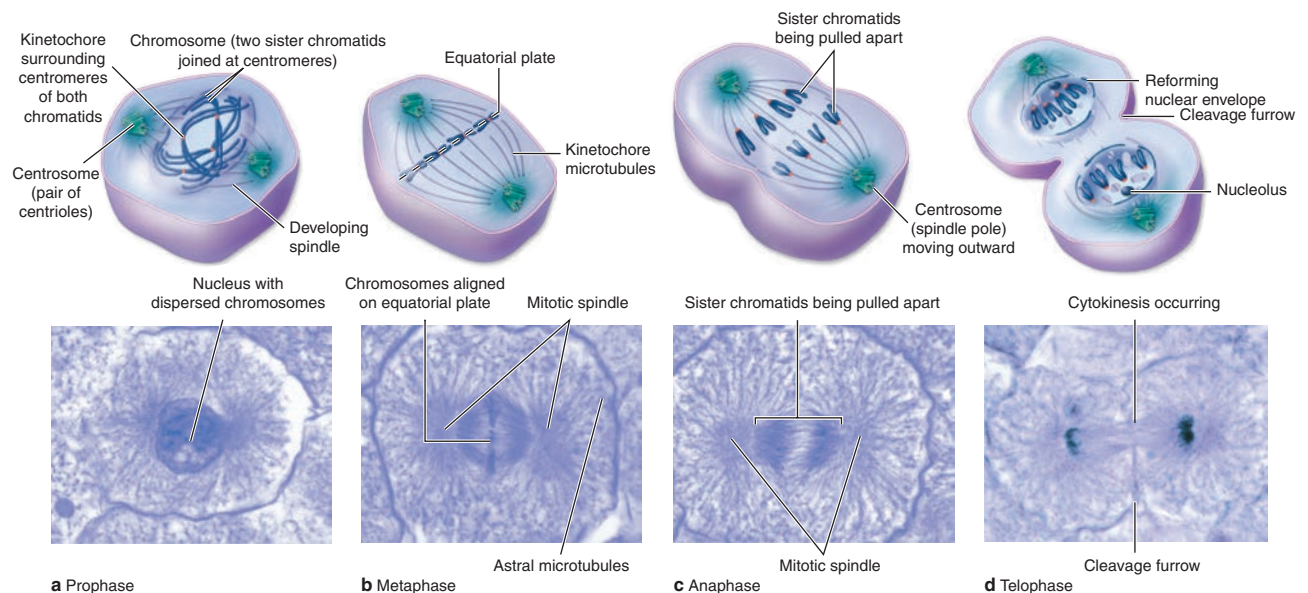 Kinetochore
surrounding
centromeres
of both
chromatids
Chromosome (two sister chromatids
joined at centromeres)
Centrosome
(pair of
centrioles)
Developing
spindle
Equatorial plate
Kinetochore
microtubules
Sister chromatids
being pulled apart
Centrosome
(spindle pole)
moving outward
Reforming
nuclear envelope
Cleavage furrow
Nucleolus
Nucleus with
dispersed chromosomes
Chromosomes aligned
on equatorial plate
Mitotic spindle
Sister chromatids being pulled apart
Cytokinesis occurring
Astral microtubules
Mitotic spindle
Cleavage furrow
a Prophase
b Metaphase
c Anaphase
d Telophase